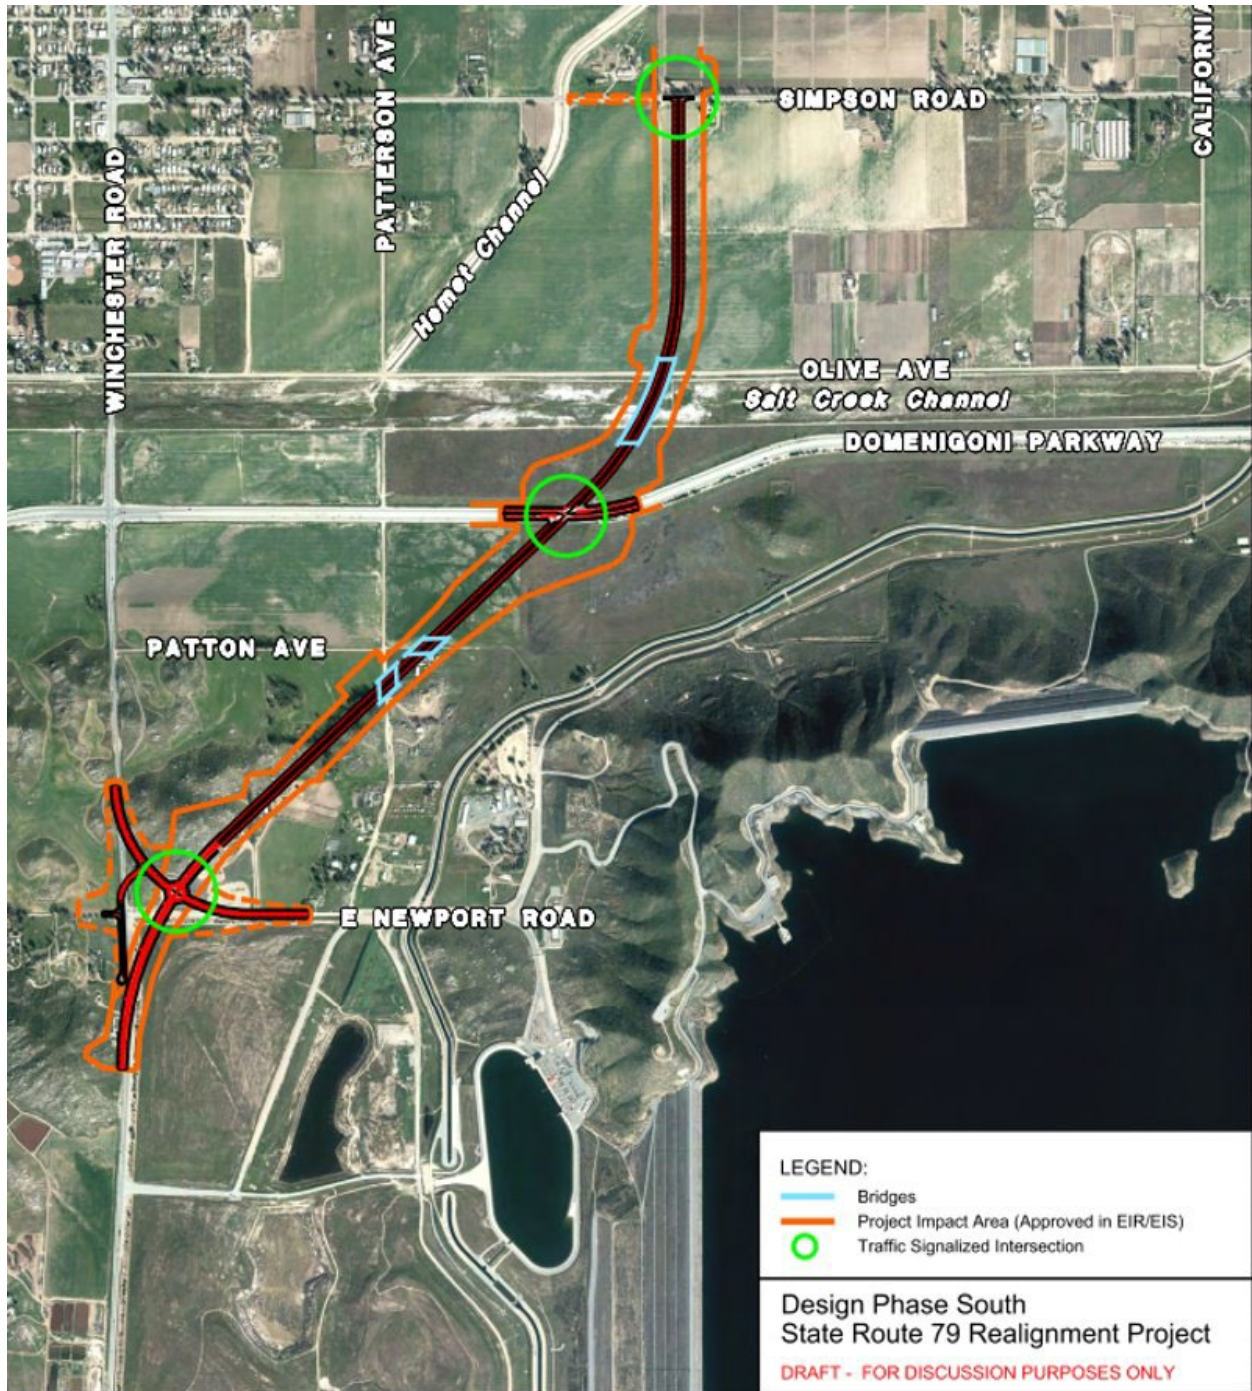 CALIFORNIA
PATTERSON AVE
SIMPSON ROAD
WINCHESTER ROAD
Hemet Channel
OLIVE AVE
Salt Creek Channel
DOMENIGONI PARKWAY
PATTON AVE
E NEWPORT ROAD
LEGEND:
Bridges
Project Impact Area (Approved in EIR/EIS)
Traffic Signalized Intersection
Design Phase South
State Route 79 Realignment Project
DRAFT - FOR DISCUSSION PURPOSES ONLY